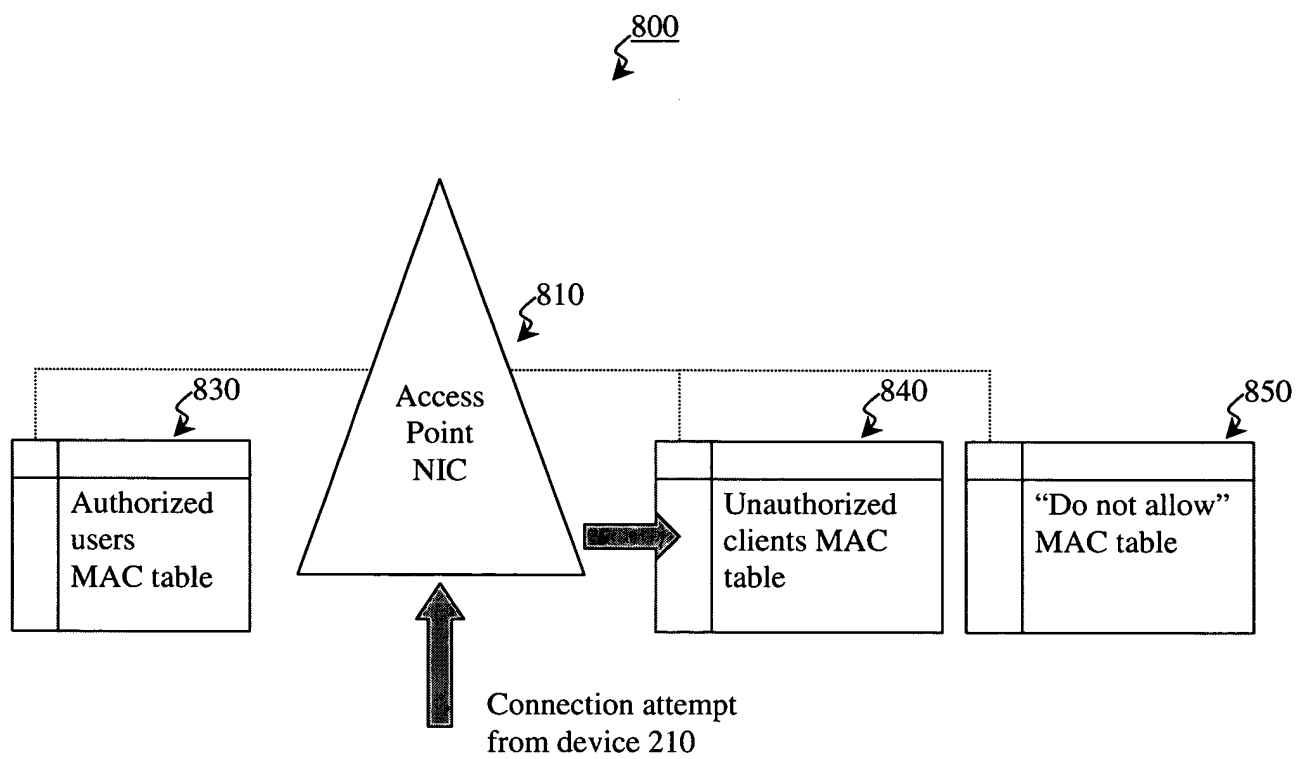 800
810
Access
Point
NIC
830
Authorized
users
MAC table
840
Unauthorized
clients MAC
table
850
“Do not allow”
MAC table
Connection attempt
from device 210